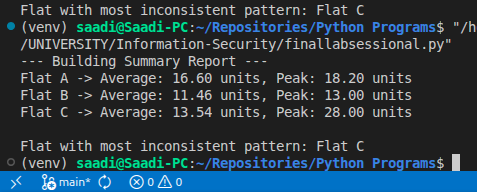 Flat with most inconsistent pattern: Flat C
(venv) saadi@Saadi-PC:~/Repositories/Python Programs$ "/h
/UNIVERSITY/Information-Security/finallabsessional.py"
--- Building Summary Report ---
Flat A -> Average: 16.60 units, Peak: 18.20 units
Flat B -> Average: 11.46 units, Peak: 13.00 units
Flat C -> Average: 13.54 units, Peak: 28.00 units
Flat with most inconsistent pattern: Flat C
(venv) saadi@Saadi-PC:~/Repositories/Python Programs$
main* 0 0